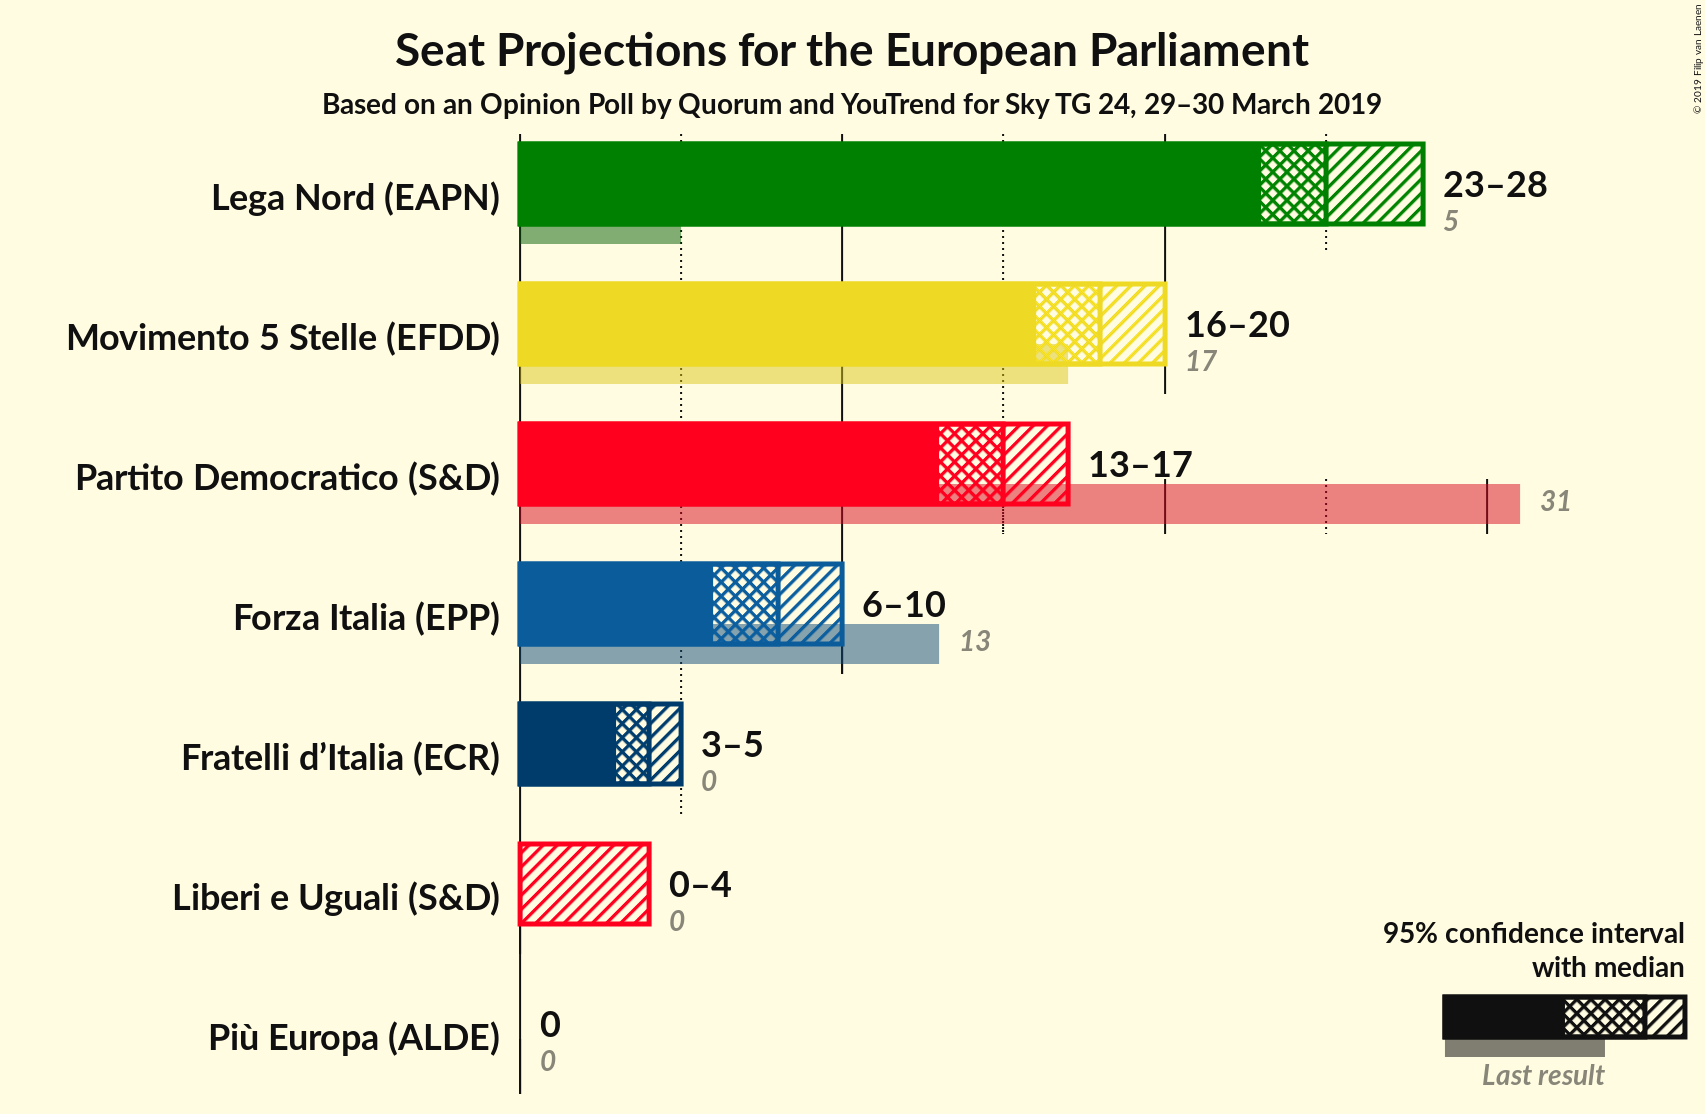 Seat Projections for the European Parliament
Based on an Opinion Poll by Quorum and YouTrend for Sky TG 24, 29–30 March 2019
© 2019 Filip van Laenen
Lega Nord (EAPN)
23–28
5
Movimento 5 Stelle (EFDD)
16–20
17
Partito Democratico (S&D)
13–17
31
Forza Italia (EPP)
6–10
13
Fratelli d’Italia (ECR)
3–5
0
Liberi e Uguali (S&D)
0–4
0
Più Europa (ALDE)
0
0
95% confidence interval
with median
Last result